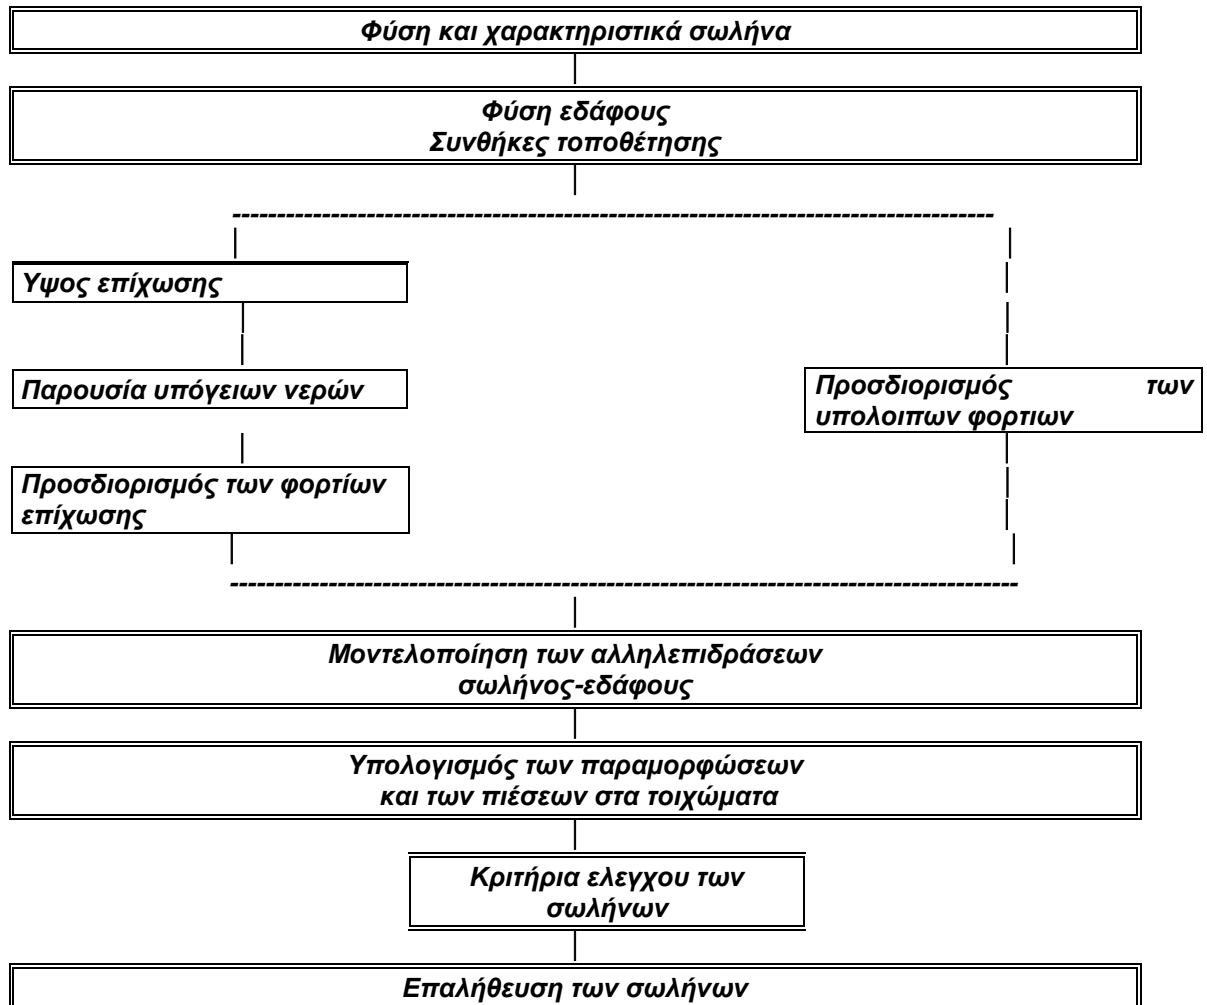 Φύση και χαρακτηριστικά σωλήνα
Φύση εδάφους
Συνθήκες τοποθέτησης
Υψος επίχωσης
Παρουσία υπόγειων νερών
Προσδιορισμός των
υπολοιπων φορτιων
Προσδιορισμός των φορτίων
επίχωσης
Μοντελοποίηση των αλληλεπιδράσεων
σωλήνος-εδάφους
Υπολογισμός των παραμορφώσεων
και των πιέσεων στα τοιχώματα
Κριτήρια ελεγχου των
σωλήνων
Επαλήθευση των σωλήνων